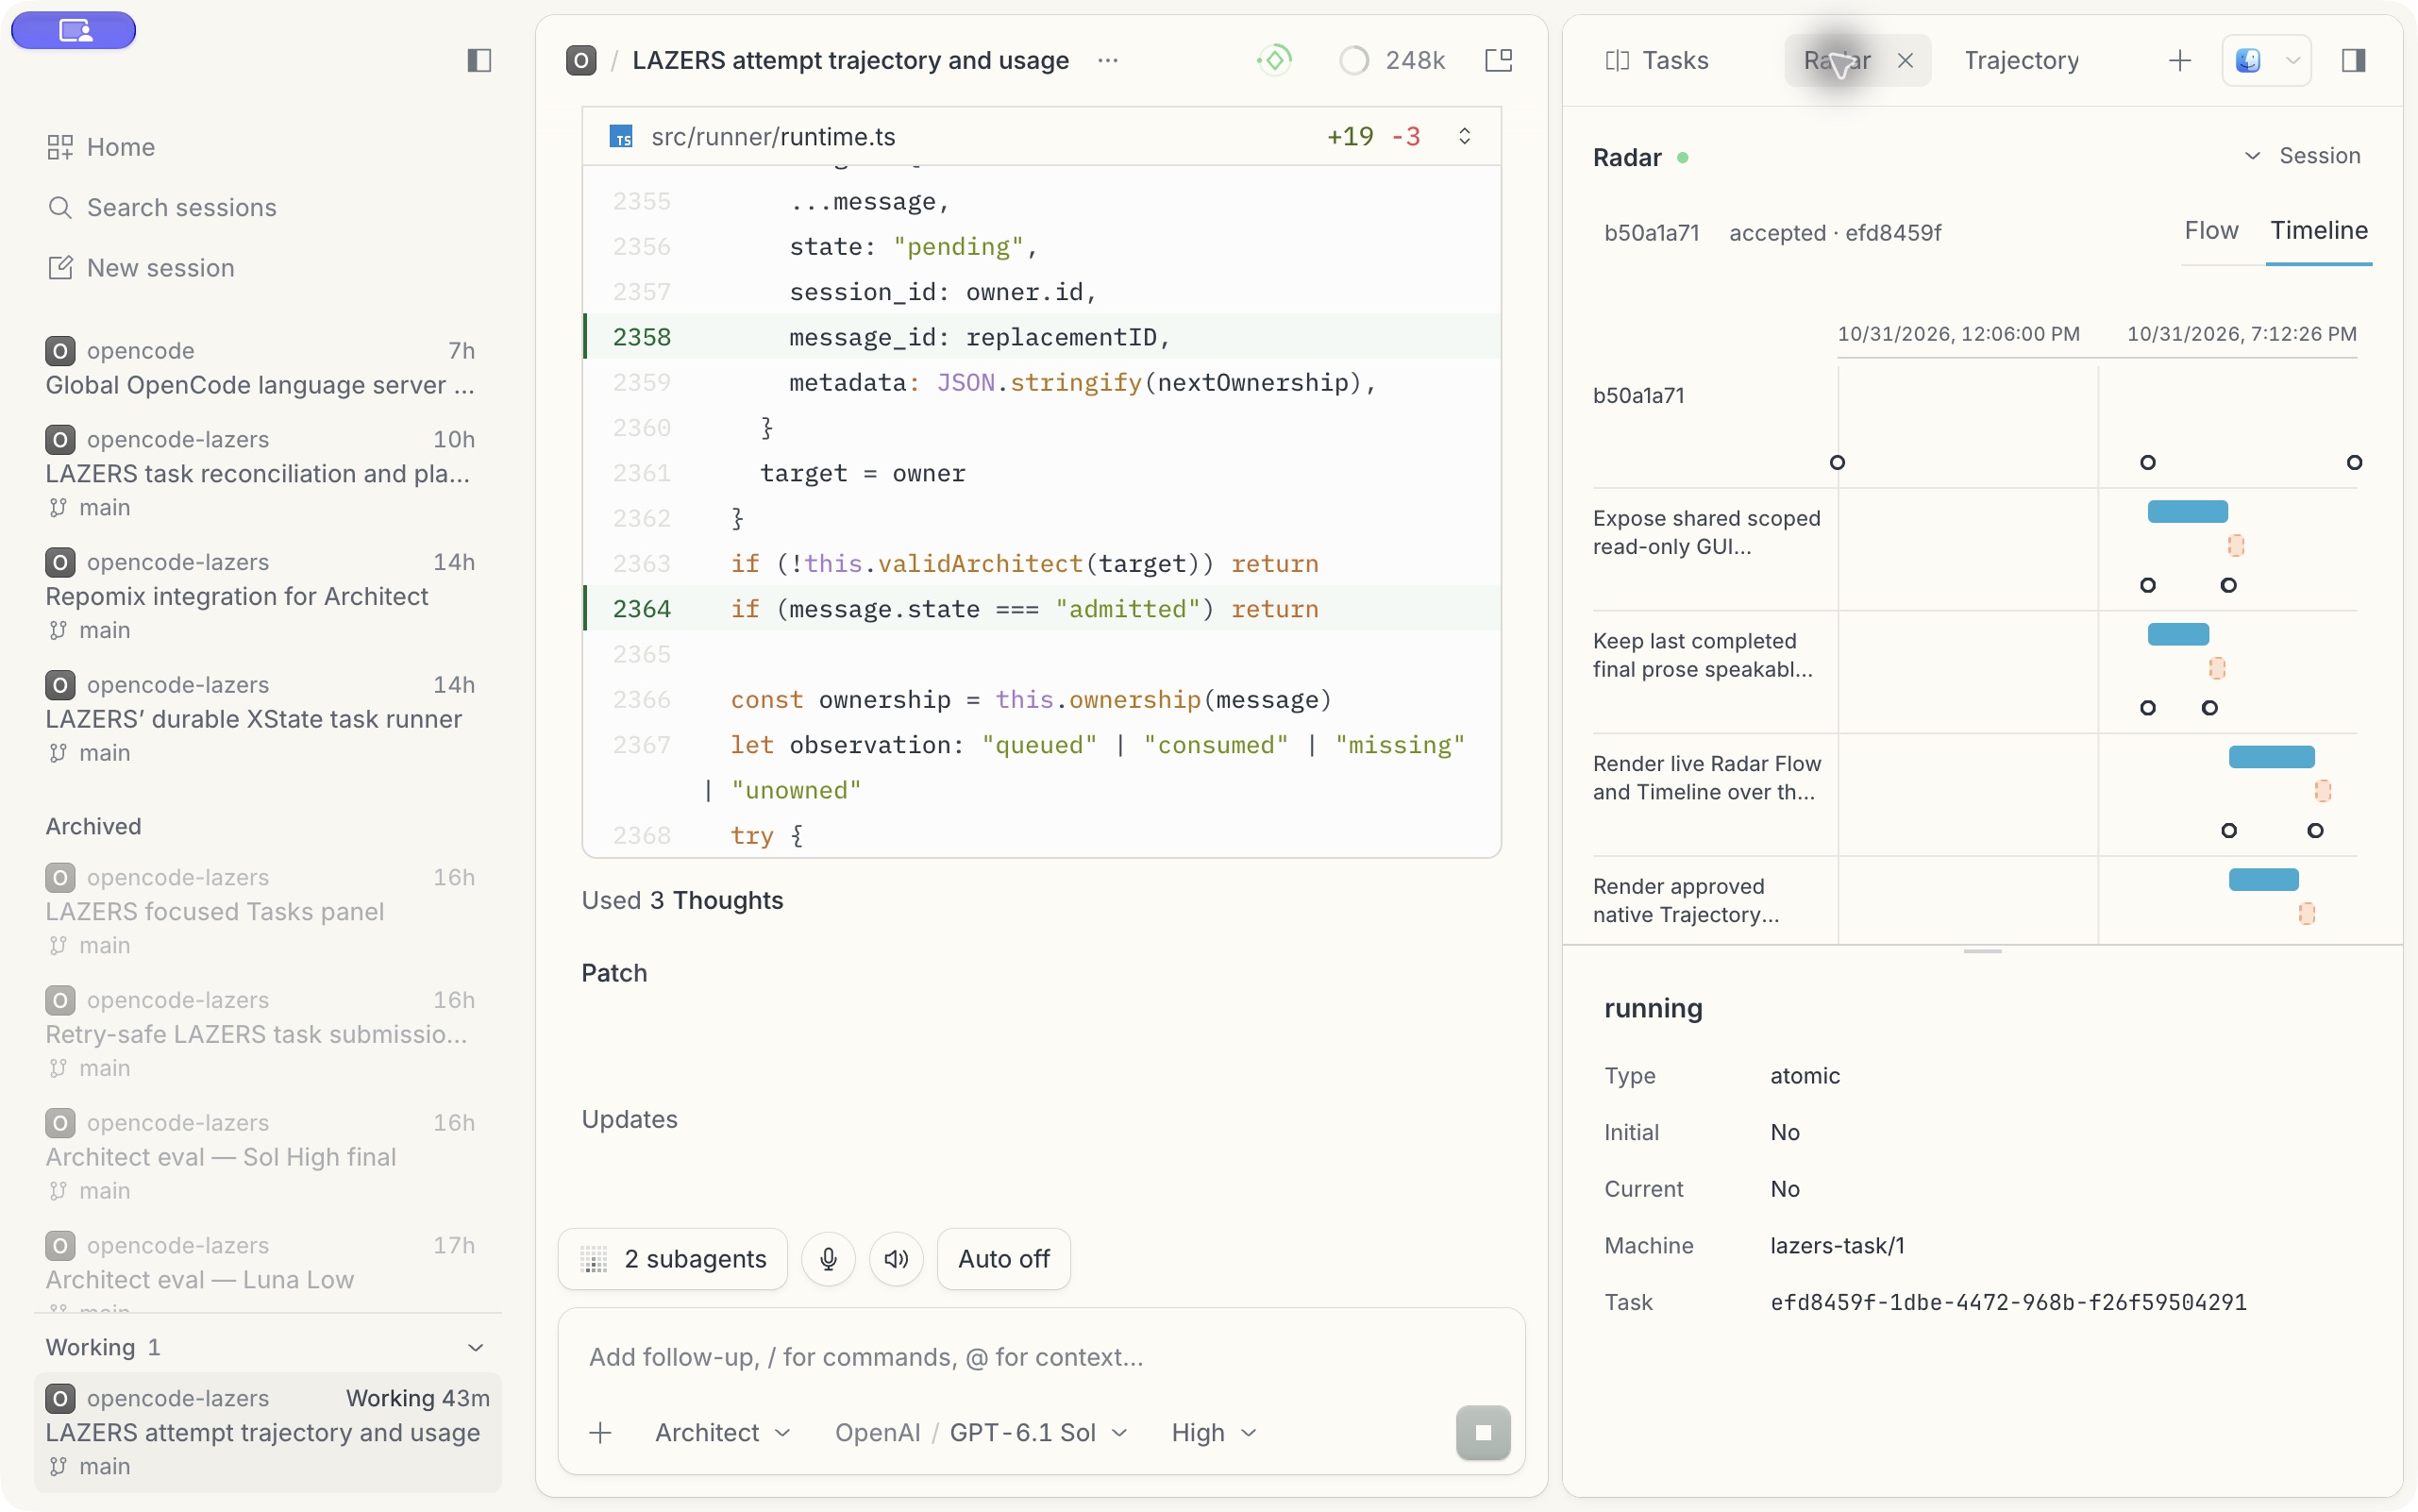 Home
Search sessions
New session
O opencode 7h
Global OpenCode language server ...
O opencode-lazers 10h
LAZERS task reconciliation and pla...
main
O opencode-lazers 14h
Repomix integration for Architect
main
O opencode-lazers 14h
LAZERS’ durable XState task runner
main
Archived
O opencode-lazers 16h
LAZERS focused Tasks panel
main
O opencode-lazers 16h
Retry-safe LAZERS task submissio...
main
O opencode-lazers 16h
Architect eval — Sol High final
main
O opencode-lazers 17h
Architect eval — Luna Low
main
Working 1
O opencode-lazers Working 43m
LAZERS attempt trajectory and usage
main
O / LAZERS attempt trajectory and usage ... 248k
TS src/runner/runtime.ts +19 -3
2355 ...message,
2356 state: "pending",
2357 session_id: owner.id,
2358 message_id: replacementID,
2359 metadata: JSON.stringify(nextOwnership),
2360 }
2361 target = owner
2362 }
2363 if (!this.validArchitect(target)) return
2364 if (message.state === "admitted") return
2365
2366 const ownership = this.ownership(message)
2367 let observation: "queued" | "consumed" | "missing"
| "unowned"
2368 try {
Used 3 Thoughts
Patch
Updates
2 subagents
Auto off
Add follow-up, / for commands, @ for context...
Architect OpenAI / GPT-6.1 Sol High
Tasks Radar Trajectory
Radar Session
b50a1a71 accepted · efd8459f Flow Timeline
10/31/2026, 12:06:00 PM 10/31/2026, 7:12:26 PM
b50a1a71
Expose shared scoped
read-only GUI...
Keep last completed
final prose speakabl...
Render live Radar Flow
and Timeline over th...
Render approved
native Trajectory...
running
Type atomic
Initial No
Current No
Machine lazers-task/1
Task efd8459f-1dbe-4472-968b-f26f59504291